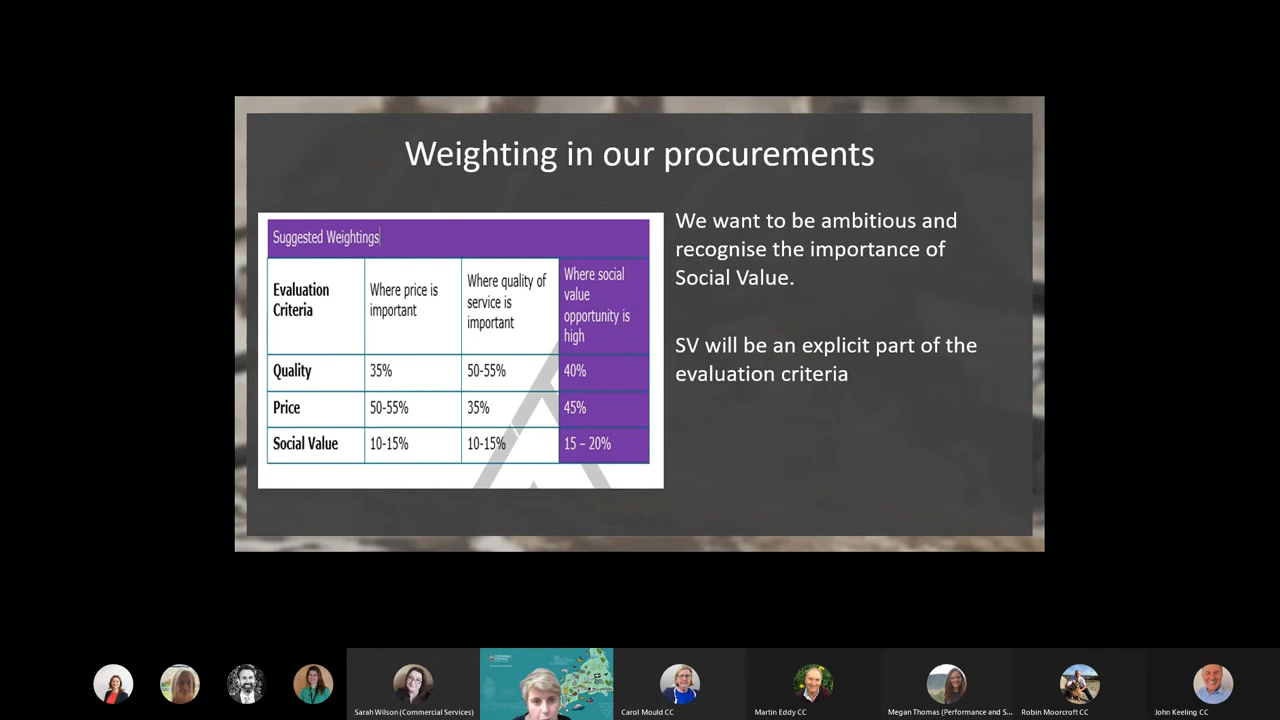 Weighting in our procurements
Suggested Weightings
Evaluation Criteria
Where price is important
Where quality of service is important
Where social value opportunity is high
Quality 35% 50-55% 40%
Price 50-55% 35% 45%
Social Value 10-15% 10-15% 15 – 20%
We want to be ambitious and
recognise the importance of
Social Value.
SV will be an explicit part of the
evaluation criteria
Sarah Wilson (Commercial Services)
Carol Mould CC
Martin Eddy CC
Megan Thomas (Performance and S...
Robin Moorcroft CC
John Keeling CC